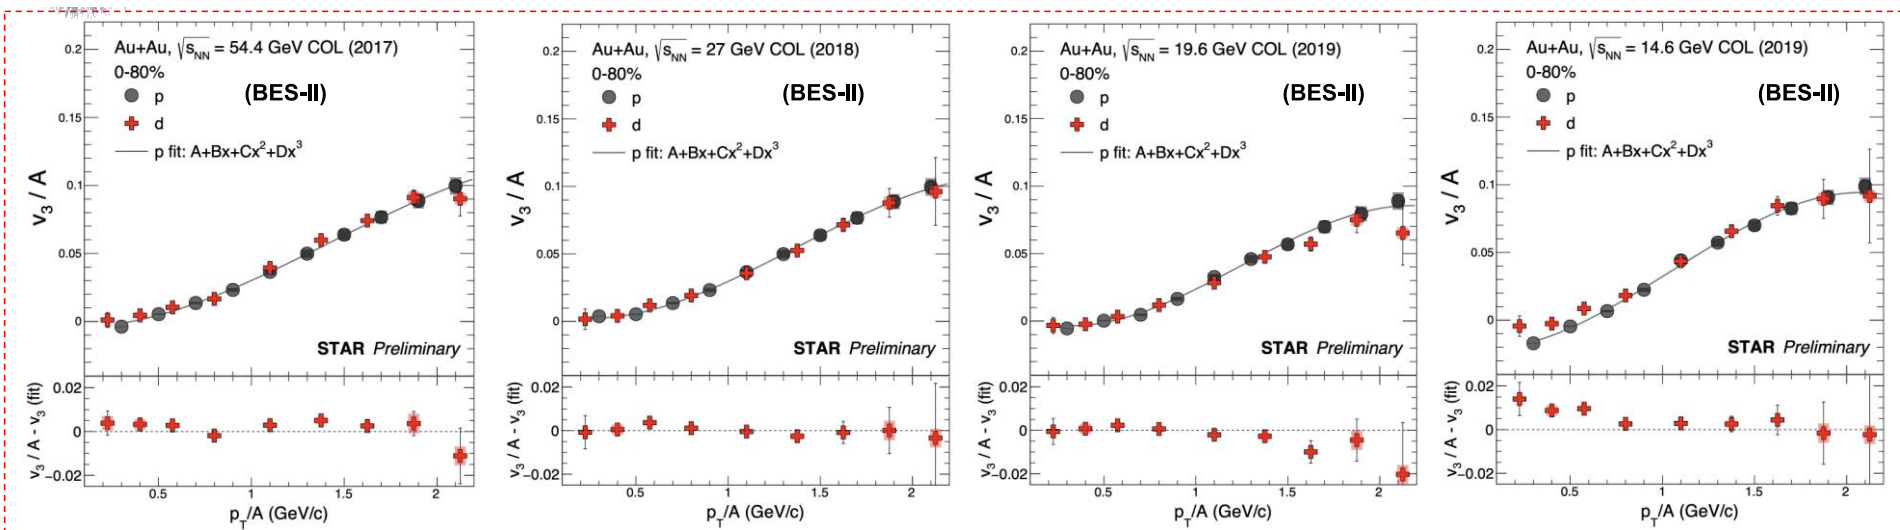 Au+Au, √s_NN = 54.4 GeV COL (2017)
0-80%
(BES-II)
p
d
p fit: A+Bx+Cx²+Dx³
STAR Preliminary
v₃ / A
0.2
0.15
0.1
0.05
0
v₃ / A - v₃ (fit)
0.02
0
−0.02
0.5
1
1.5
2
p_T/A (GeV/c)
Au+Au, √s_NN = 27 GeV COL (2018)
0-80%
(BES-II)
p
d
p fit: A+Bx+Cx²+Dx³
STAR Preliminary
v₃ / A
0.2
0.15
0.1
0.05
0
v₃ / A - v₃ (fit)
0.02
0
−0.02
0.5
1
1.5
2
p_T/A (GeV/c)
Au+Au, √s_NN = 19.6 GeV COL (2019)
0-80%
(BES-II)
p
d
p fit: A+Bx+Cx²+Dx³
STAR Preliminary
v₃ / A
0.2
0.15
0.1
0.05
0
v₃ / A - v₃ (fit)
0.02
0
−0.02
0.5
1
1.5
2
p_T/A (GeV/c)
Au+Au, √s_NN = 14.6 GeV COL (2019)
0-80%
(BES-II)
p
d
p fit: A+Bx+Cx²+Dx³
STAR Preliminary
v₃ / A
0.2
0.15
0.1
0.05
0
v₃ / A - v₃ (fit)
0.02
0
−0.02
0.5
1
1.5
2
p_T/A (GeV/c)